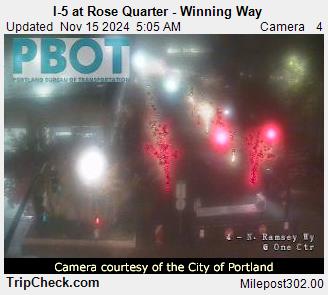 I-5 at Rose Quarter - Winning Way
Updated Nov 15 2024 5:05 AM Camera 4
PBOT
PORTLAND BUREAU OF TRANSPORTATION
4 - N. Ramsey Wy
@ One Ctr
Camera courtesy of the City of Portland
TripCheck.com Milepost302.00